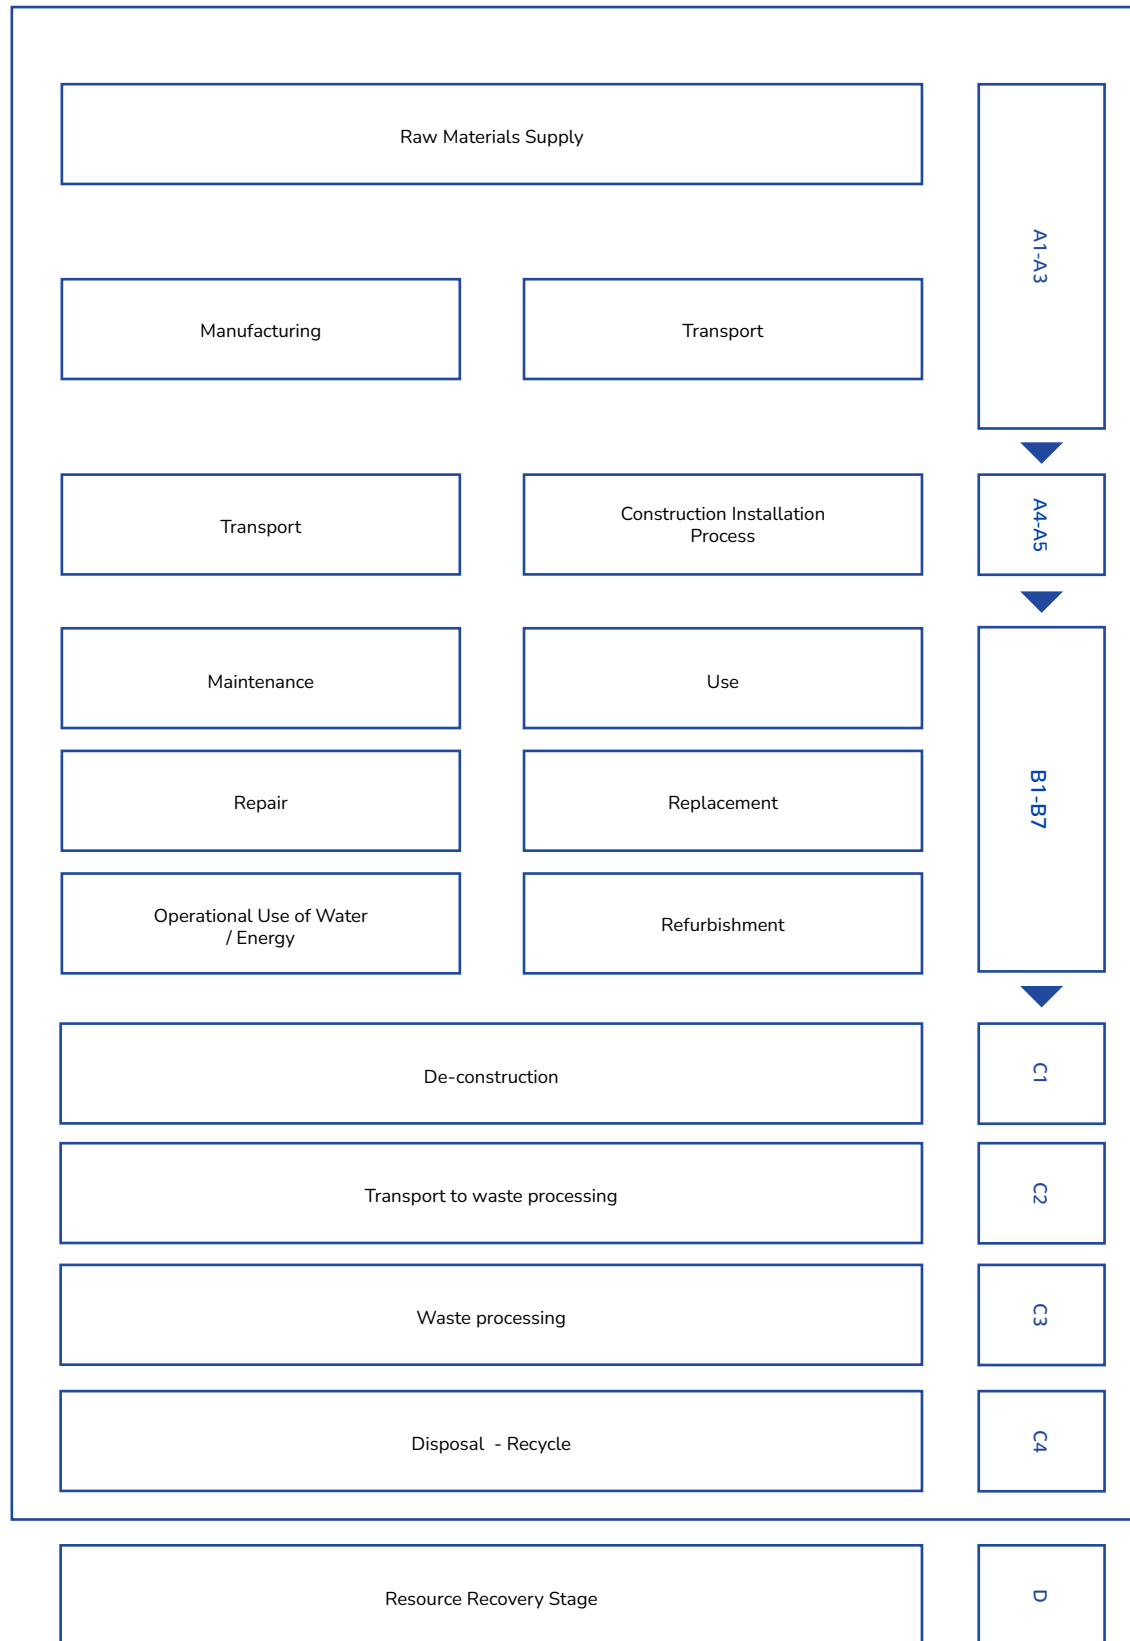 Raw Materials Supply
A1-A3
Manufacturing
Transport
Transport
Construction Installation
Process
A4-A5
Maintenance
Use
Repair
Replacement
B1-B7
Operational Use of Water
/ Energy
Refurbishment
De-construction
C1
Transport to waste processing
C2
Waste processing
C3
Disposal  - Recycle
C4
Resource Recovery Stage
D